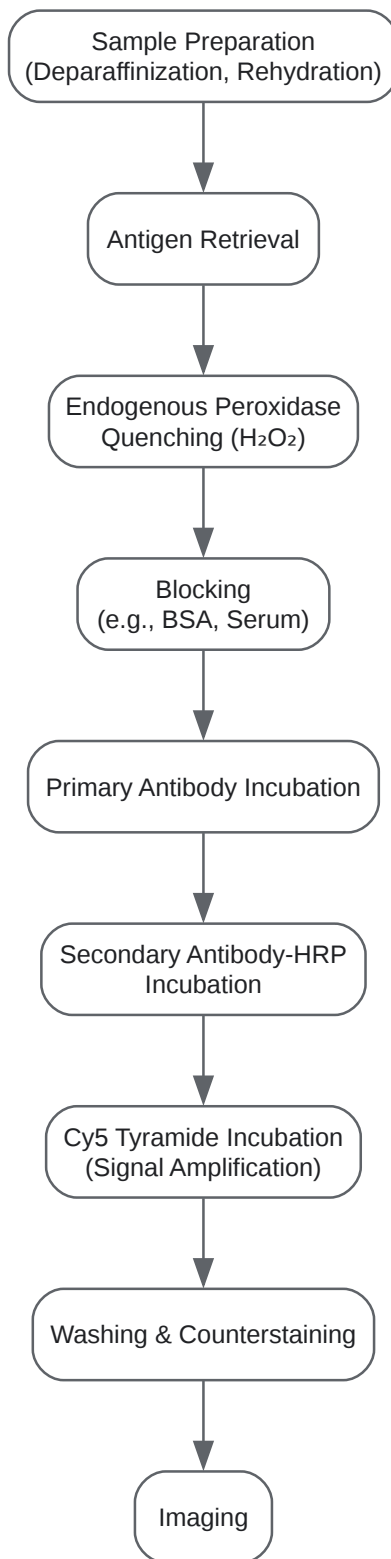 Sample Preparation
(Deparaffinization, Rehydration)
Antigen Retrieval
Endogenous Peroxidase
Quenching (H₂O₂)
Blocking
(e.g., BSA, Serum)
Primary Antibody Incubation
Secondary Antibody-HRP
Incubation
Cy5 Tyramide Incubation
(Signal Amplification)
Washing & Counterstaining
Imaging